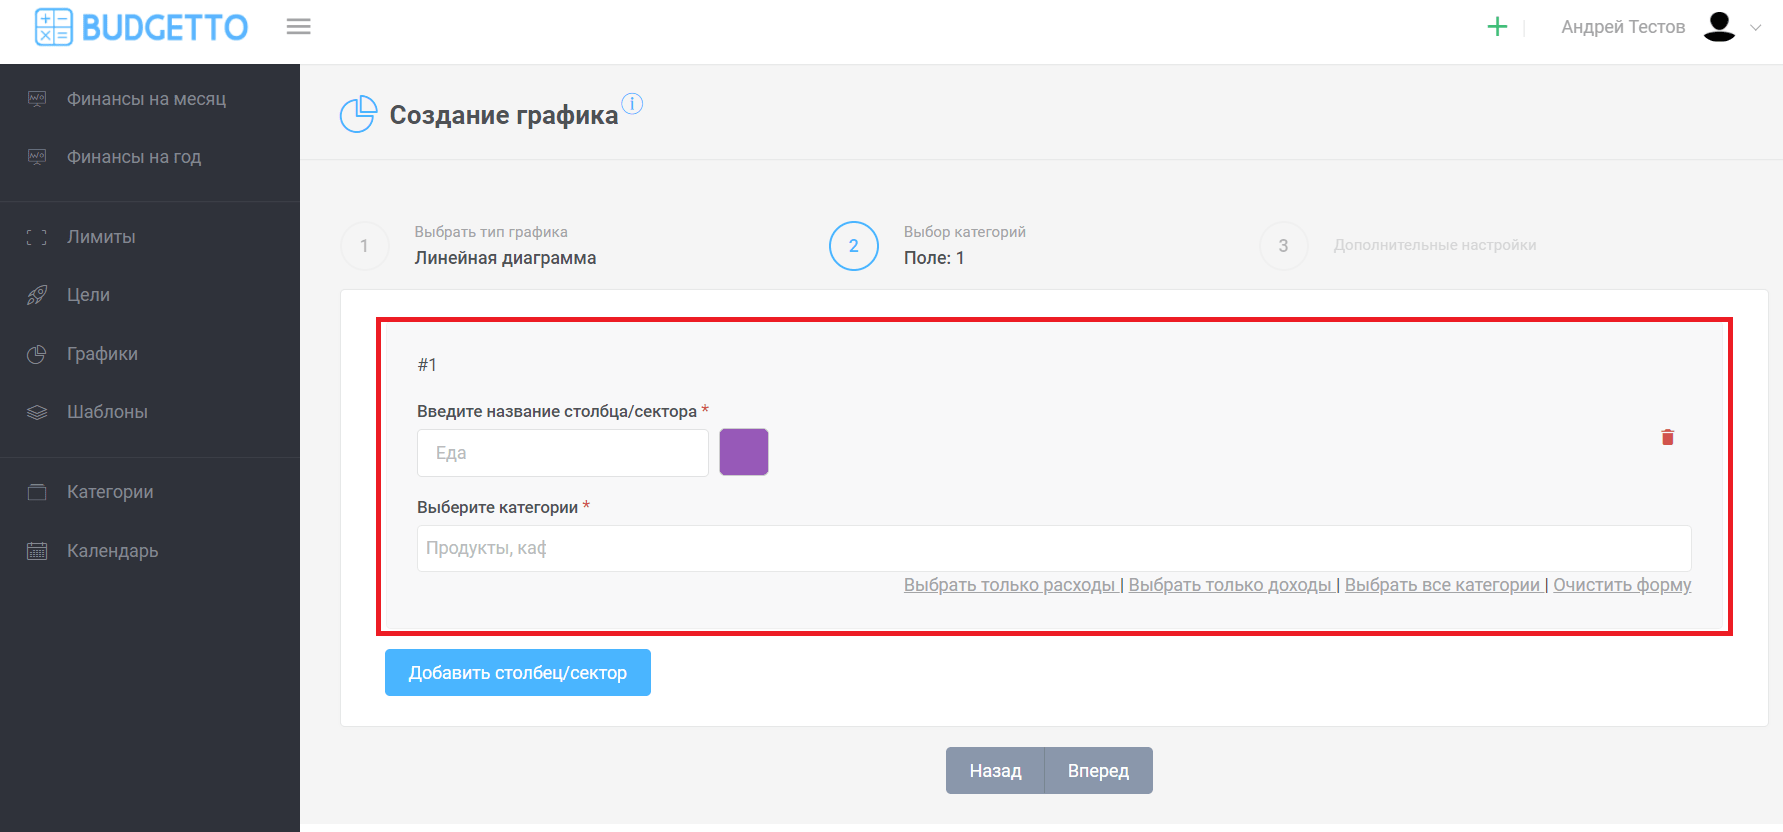 BUDGETTO
Андрей Тестов
Финансы на месяц
Финансы на год
Лимиты
Цели
Графики
Шаблоны
Категории
Календарь
Создание графика
1
Выбрать тип графика
Линейная диаграмма
2
Выбор категорий
Поле: 1
3
Дополнительные настройки
#1
Введите название столбца/сектора *
Еда
Выберите категории *
Продукты, каф
Выбрать только расходы | Выбрать только доходы | Выбрать все категории | Очистить форму
Добавить столбец/сектор
Назад
Вперед